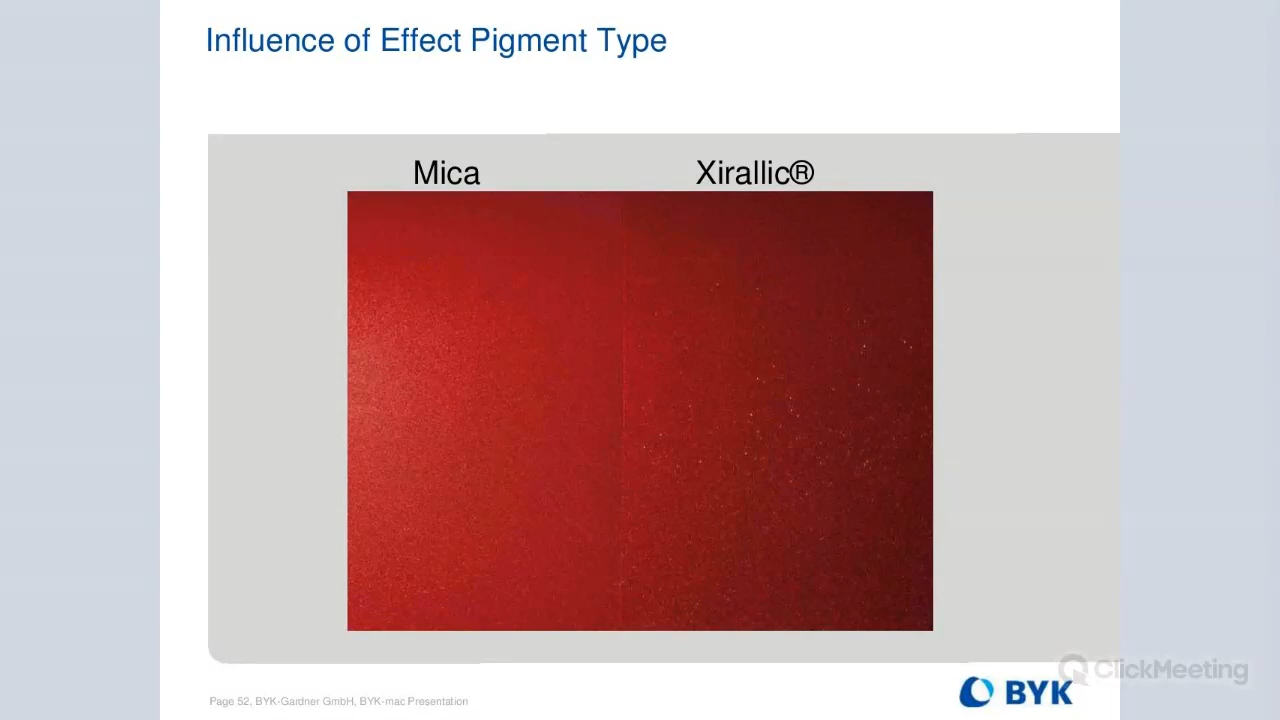 Influence of Effect Pigment Type
Mica
Xirallic®
ClickMeeting
Page 52, BYK-Gardner GmbH, BYK-mac Presentation
BYK